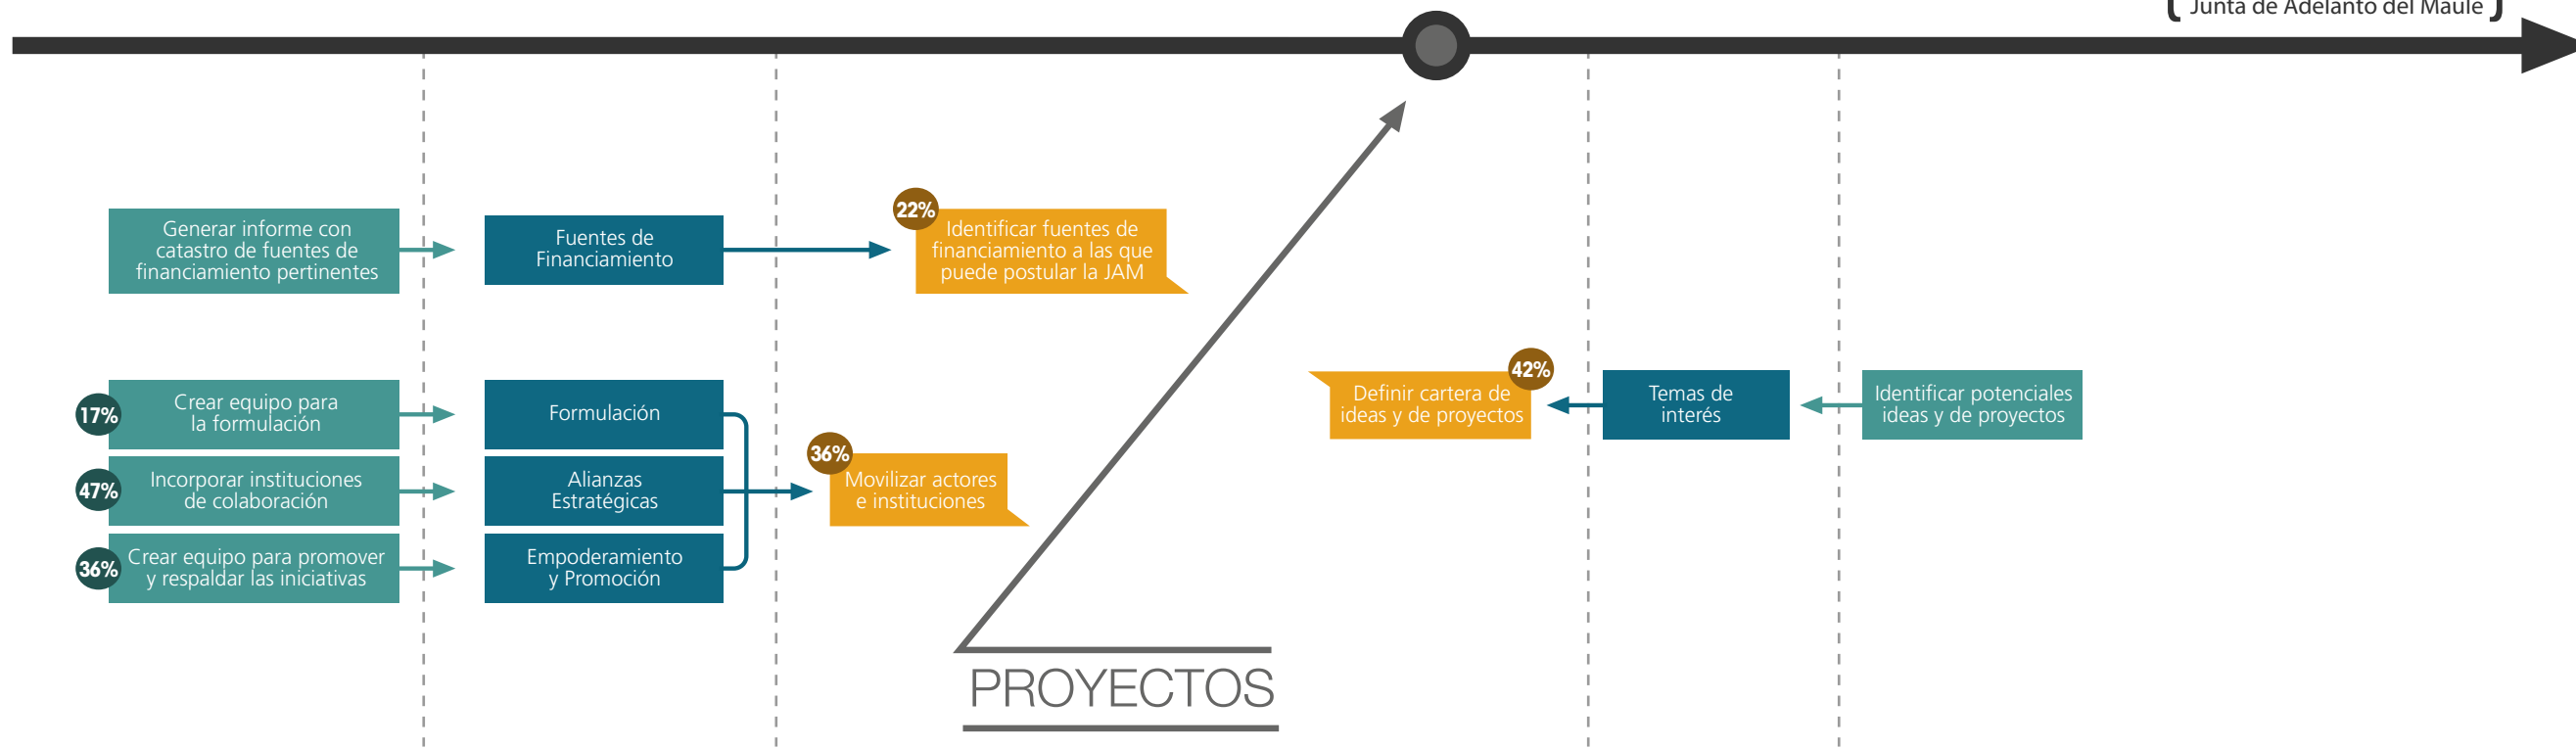 Junta de Adelanto del Maule
Generar informe con
catastro de fuentes de
financiamiento pertinentes
Fuentes de
Financiamiento
22%
Identificar fuentes de
financiamiento a las que
puede postular la JAM
17%
Crear equipo para
la formulación
Formulación
47%
Incorporar instituciones
de colaboración
Alianzas
Estratégicas
36%
Crear equipo para promover
y respaldar las iniciativas
Empoderamiento
y Promoción
36%
Movilizar actores
e instituciones
42%
Definir cartera de
ideas y de proyectos
Temas de
interés
Identificar potenciales
ideas y de proyectos
PROYECTOS